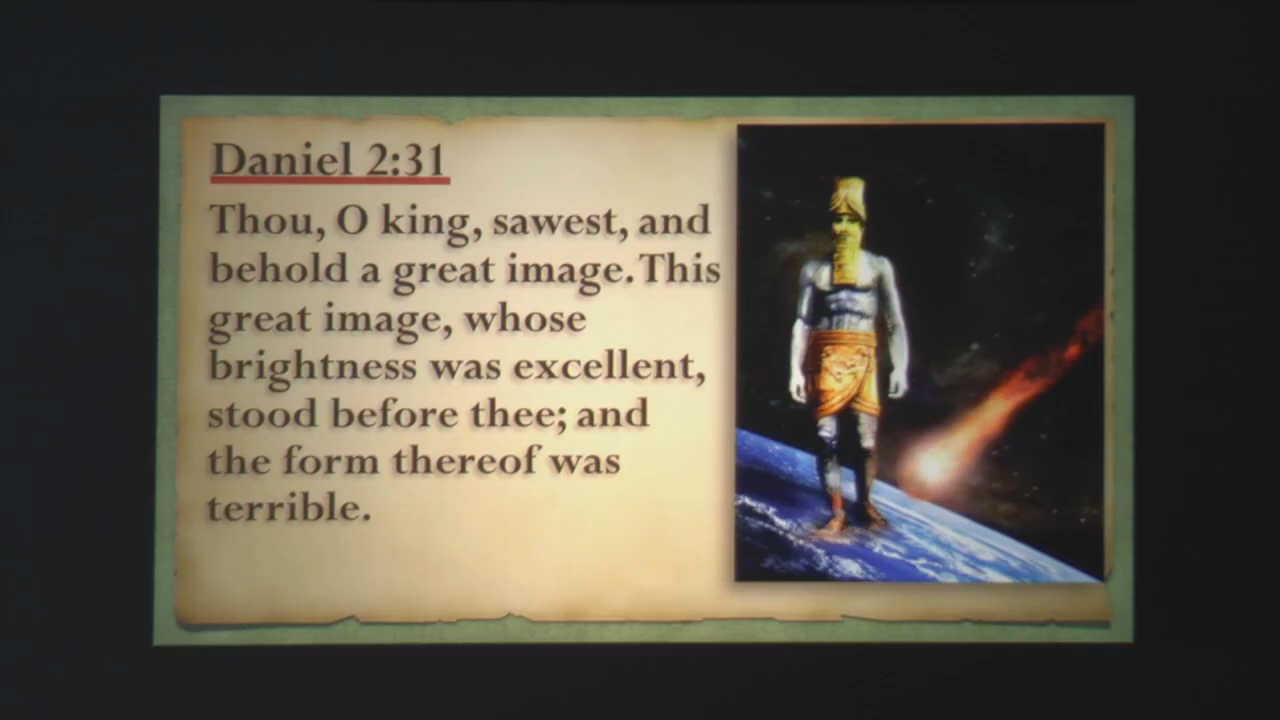 Daniel 2:31
Thou, O king, sawest, and
behold a great image. This
great image, whose
brightness was excellent,
stood before thee; and
the form thereof was
terrible.